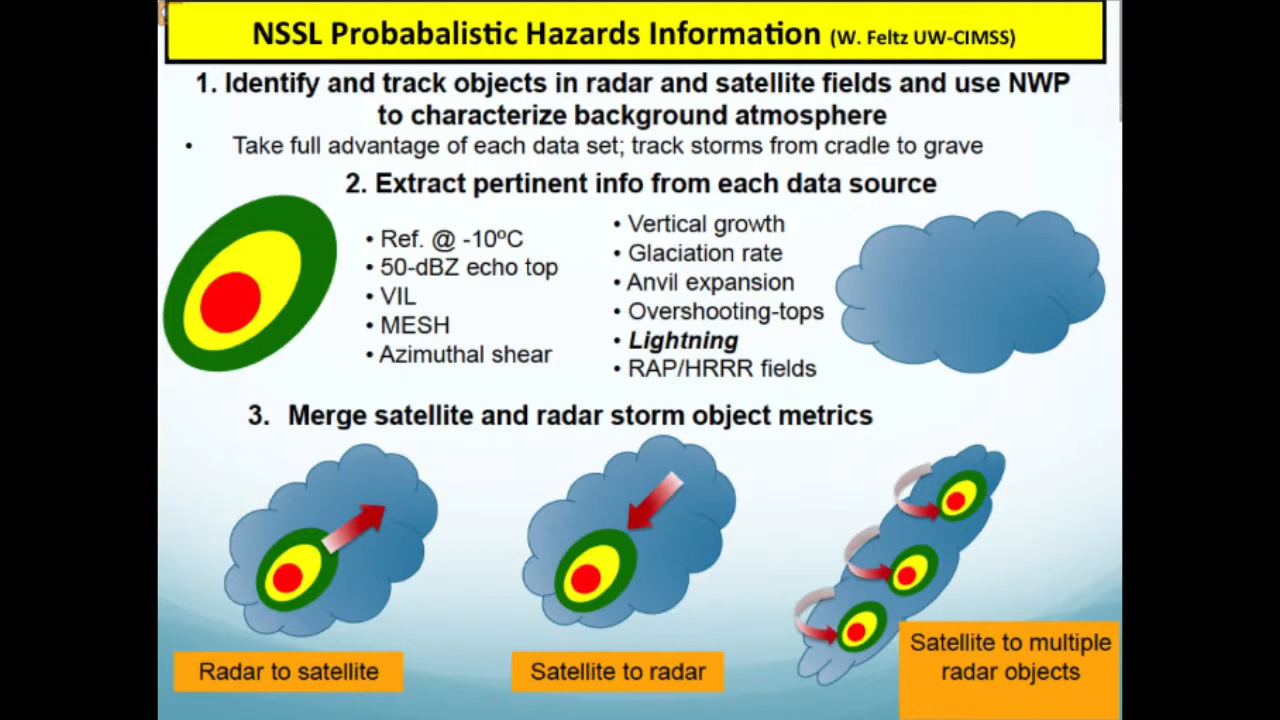 NSSL Probabalistic Hazards Information (W. Feltz UW-CIMSS)
1. Identify and track objects in radar and satellite fields and use NWP
to characterize background atmosphere
• Take full advantage of each data set; track storms from cradle to grave
2. Extract pertinent info from each data source
• Ref. @ -10ºC
• 50-dBZ echo top
• VIL
• MESH
• Azimuthal shear
• Vertical growth
• Glaciation rate
• Anvil expansion
• Overshooting-tops
• Lightning
• RAP/HRRR fields
3. Merge satellite and radar storm object metrics
Radar to satellite
Satellite to radar
Satellite to multiple
radar objects